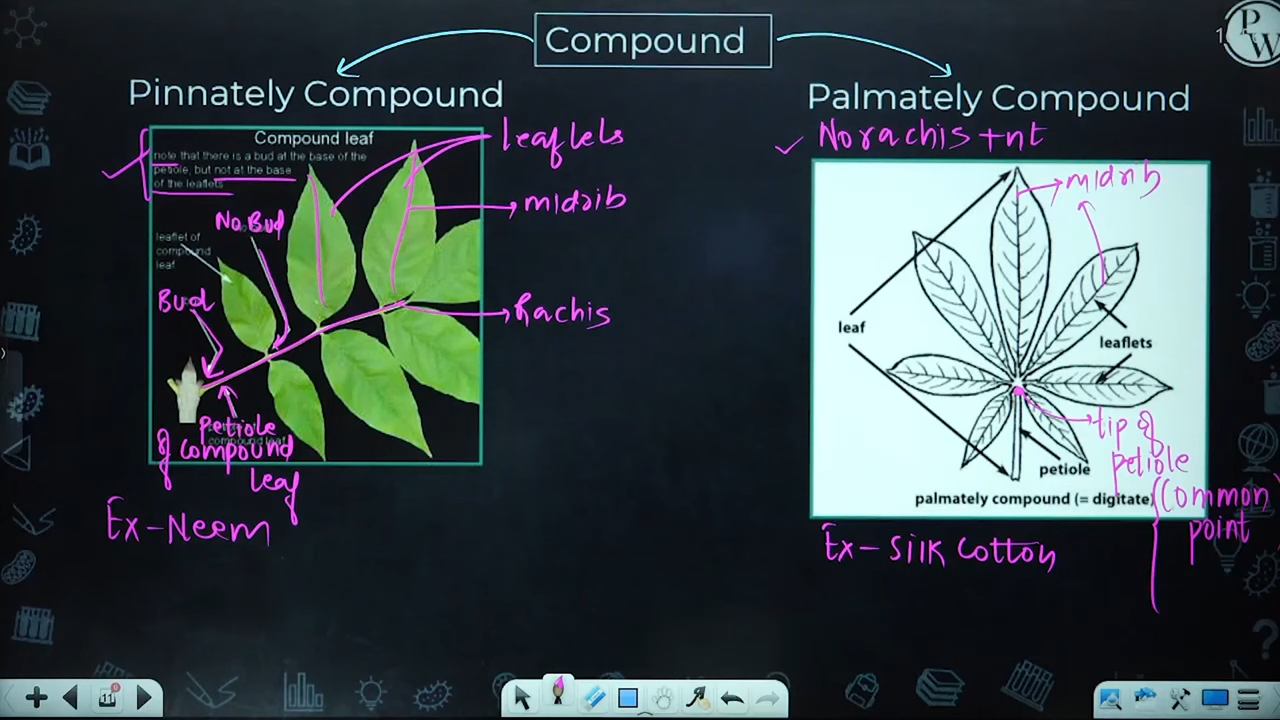 Compound
Pinnately Compound
Palmately Compound
1
PW
No rachis +nt
Compound leaf
note that there is a bud at the base of the
petiole, but not at the base
of the leaflets
leaflets
midrib
No Bud
leaflet of
compound
leaf
Bud
Rachis
Petiole
of compound
leaf
Ex-Neem
midrib
leaf
leaflets
tip of
petiole
petiole
(Common
point
palmately compound (= digitate)
Ex-Silk Cotton
11